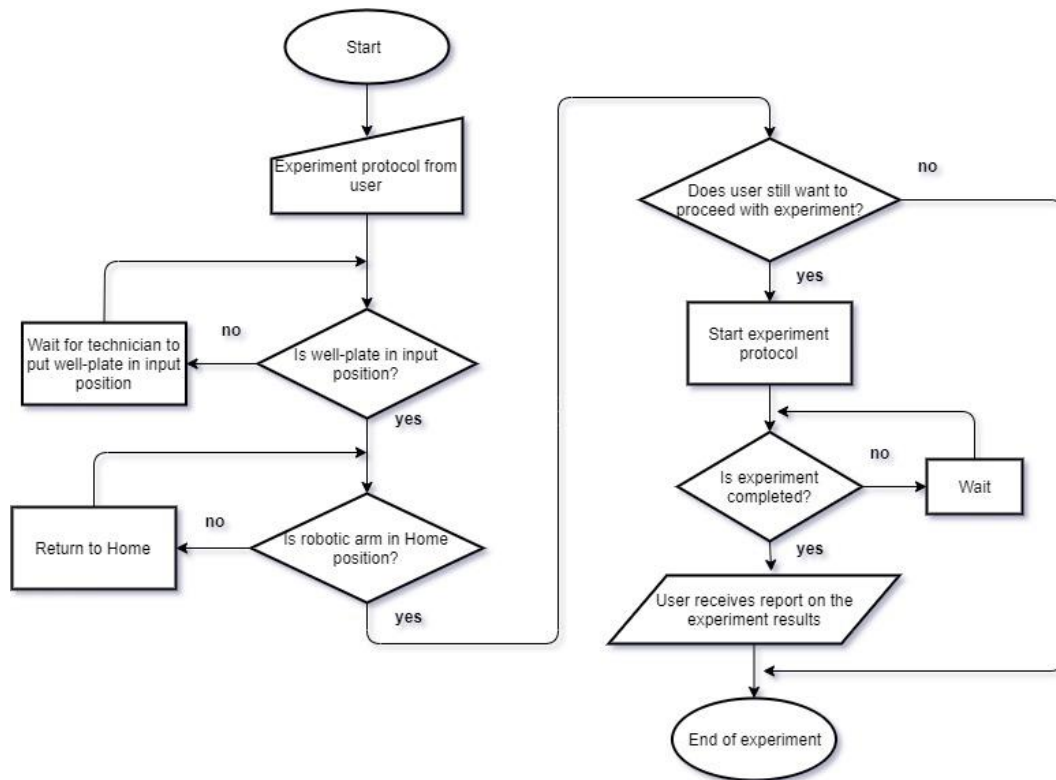 Start
Experiment protocol from
user
no
Wait for technician to
put well-plate in input
position
Is well-plate in input
position?
yes
no
Return to Home
Is robotic arm in Home
position?
yes
Does user still want to
proceed with experiment?
no
yes
Start experiment
protocol
Is experiment
completed?
no
Wait
yes
User receives report on the
experiment results
End of experiment